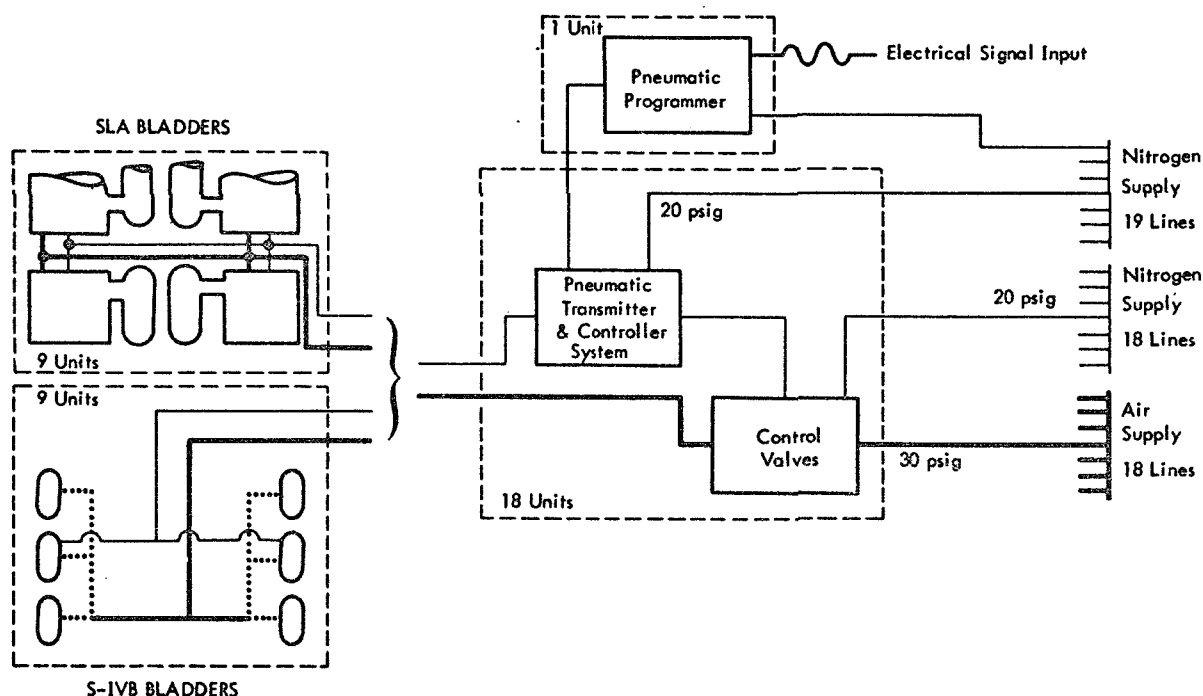 1 Unit
Electrical Signal Input
Pneumatic
Programmer
SLA BLADDERS
9 Units
9 Units
S-IVB BLADDERS
20 psig
Pneumatic
Transmitter
& Controller
System
Control
Valves
18 Units
Nitrogen
Supply
19 Lines
20 psig
Nitrogen
Supply
18 Lines
30 psig
Air
Supply
18 Lines